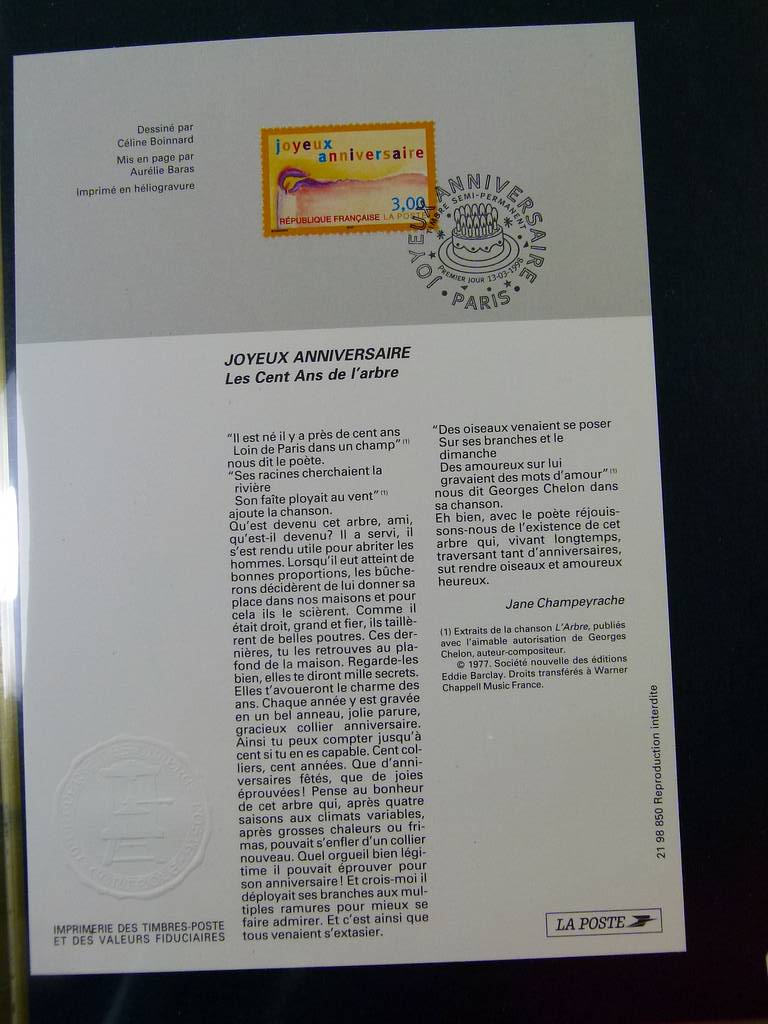 Dessiné par
Céline Boinnard
Mis en page par
Aurélie Baras
Imprimé en héliogravure
joyeux
anniversaire
3,00
RÉPUBLIQUE FRANÇAISE LA POSTE
JOYEUX ANNIVERSAIRE
TIMBRE SEMI-PERMANENT
PREMIER JOUR 13-03-1998
• PARIS •
JOYEUX ANNIVERSAIRE
Les Cent Ans de l'arbre
“Il est né il y a près de cent ans
Loin de Paris dans un champ” (1)
nous dit le poète.
“Ses racines cherchaient la
rivière
Son faîte ployait au vent” (1)
ajoute la chanson.
Qu'est devenu cet arbre, ami,
qu'est-il devenu? Il a servi, il
s'est rendu utile pour abriter les
hommes. Lorsqu'il eut atteint de
bonnes proportions, les bûche-
rons décidèrent de lui donner sa
place dans nos maisons et pour
cela ils le scièrent. Comme il
était droit, grand et fier, ils taillè-
rent de belles poutres. Ces der-
nières, tu les retrouves au pla-
fond de la maison. Regarde-les
bien, elles te diront mille secrets.
Elles t'avoueront le charme des
ans. Chaque année y est gravée
en un bel anneau, jolie parure,
gracieux collier anniversaire.
Ainsi tu peux compter jusqu'à
cent si tu en es capable. Cent col-
liers, cent années. Que d'anni-
versaires fêtés, que de joies
éprouvées! Pense au bonheur
de cet arbre qui, après quatre
saisons aux climats variables,
après grosses chaleurs ou fri-
mas, pouvait s'enfler d'un collier
nouveau. Quel orgueil bien légi-
time il pouvait éprouver pour
son anniversaire! Et crois-moi il
déployait ses branches aux mul-
tiples ramures pour mieux se
faire admirer. Et c'est ainsi que
tous venaient s'extasier.
“Des oiseaux venaient se poser
Sur ses branches et le
dimanche
Des amoureux sur lui
gravaient des mots d'amour” (1)
nous dit Georges Chelon dans
sa chanson.
Eh bien, avec le poète réjouis-
sons-nous de l'existence de cet
arbre qui, vivant longtemps,
traversant tant d'anniversaires,
sut rendre oiseaux et amoureux
heureux.
Jane Champeyrache
(1) Extraits de la chanson L'Arbre, publiés
avec l'aimable autorisation de Georges
Chelon, auteur-compositeur.
© 1977. Société nouvelle des éditions
Eddie Barclay. Droits transférés à Warner
Chappell Music France.
21 98 850 Reproduction interdite
IMPRIMERIE DES TIMBRES-POSTE
ET DES VALEURS FIDUCIAIRES
LA POSTE